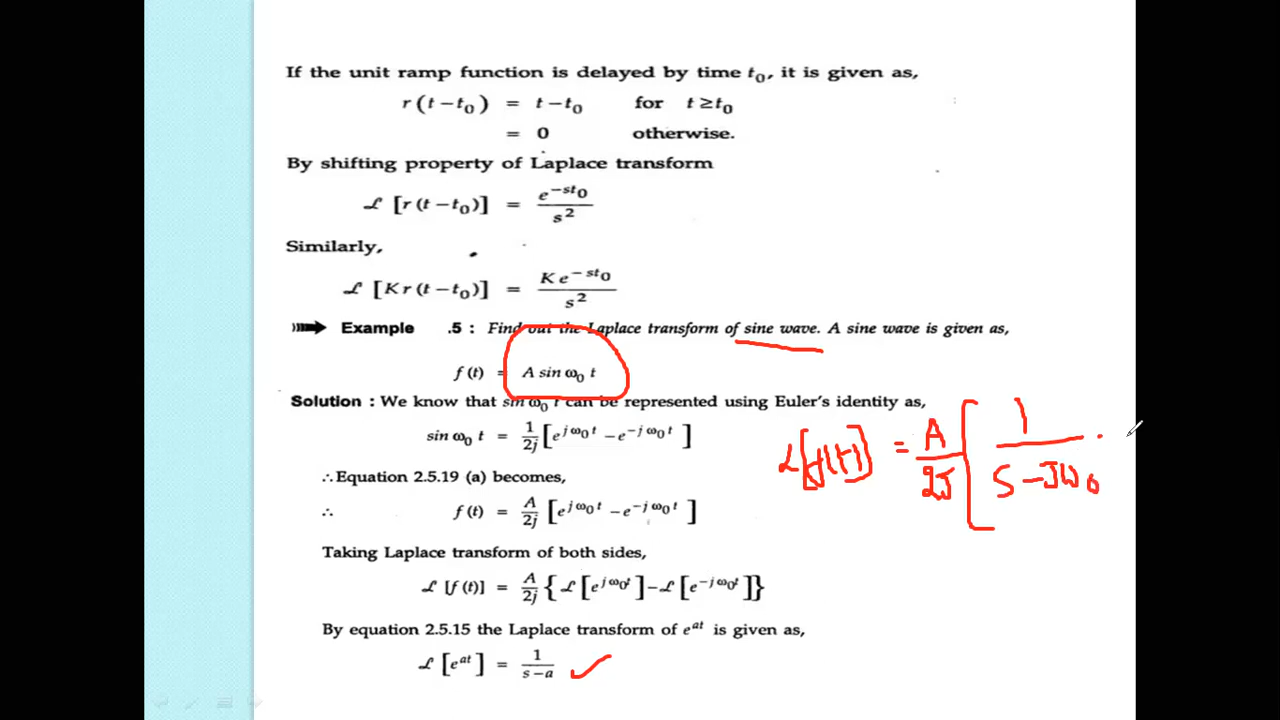 If the unit ramp function is delayed by time t₀, it is given as,
r (t – t₀) = t – t₀ for t ≥ t₀
= 0 otherwise.
By shifting property of Laplace transform
ℒ [r (t – t₀)] = e^{–st₀} / s²
Similarly,
ℒ [K r (t – t₀)] = K e^{–st₀} / s²
Example .5 : Find out the Laplace transform of sine wave. A sine wave is given as,
f (t) = A sin ω₀ t
Solution : We know that sin ω₀ t can be represented using Euler's identity as,
sin ω₀ t = 1/2j [e^{jω₀t} – e^{–jω₀t}]
∴ Equation 2.5.19 (a) becomes,
∴ f (t) = A/2j [e^{jω₀t} – e^{–jω₀t}]
Taking Laplace transform of both sides,
ℒ [f (t)] = A/2j {ℒ [e^{jω₀t}] – ℒ [e^{–jω₀t}]}
By equation 2.5.15 the Laplace transform of e^{at} is given as,
ℒ [e^{at}] = 1 / s – a
ℒ[f(t)] = A/2J [ 1 / S – Jω₀